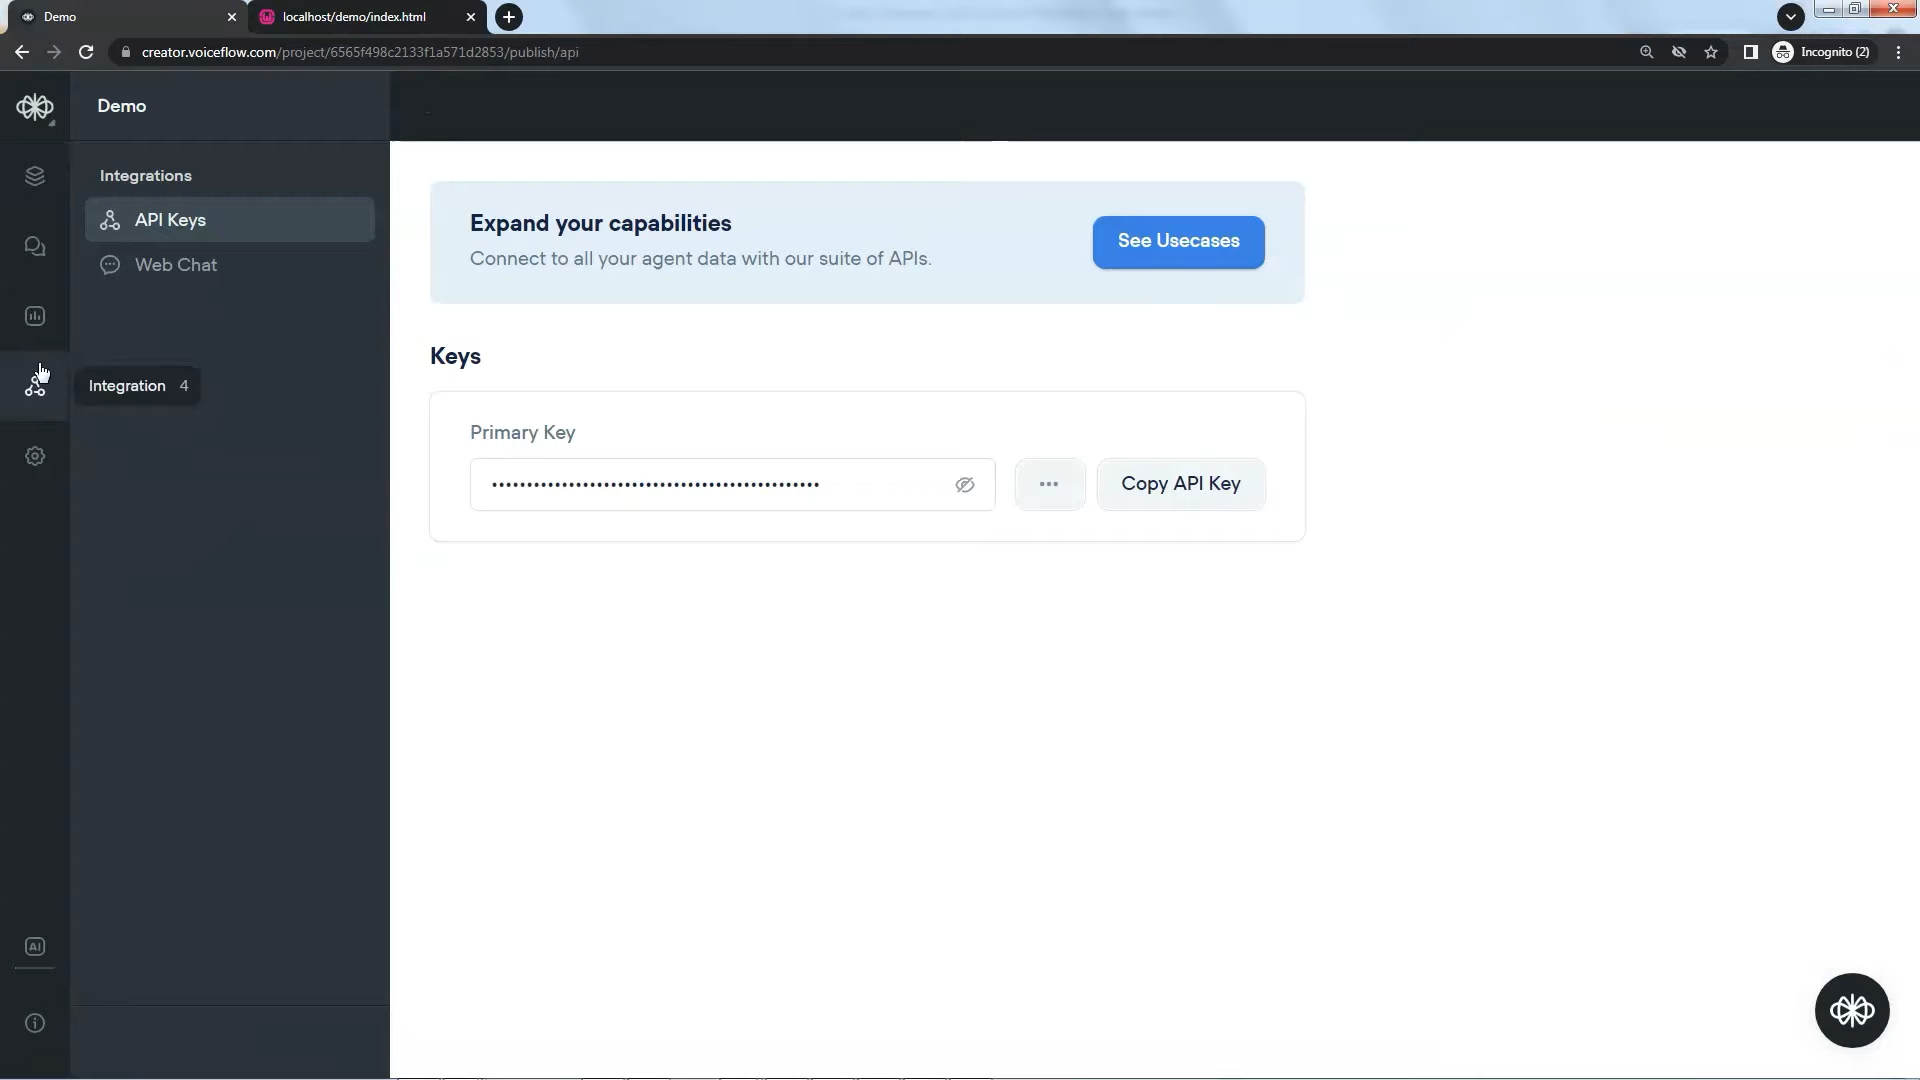 Demo
localhost/demo/index.html
creator.voiceflow.com/project/6565f498c2133f1a571d2853/publish/api
Incognito (2)
Demo
Integrations
API Keys
Web Chat
Integration 4
AI
Expand your capabilities
Connect to all your agent data with our suite of APIs.
See Usecases
Keys
Primary Key
••••••••••••••••••••••••••••••••••••••••••••••••
Copy API Key